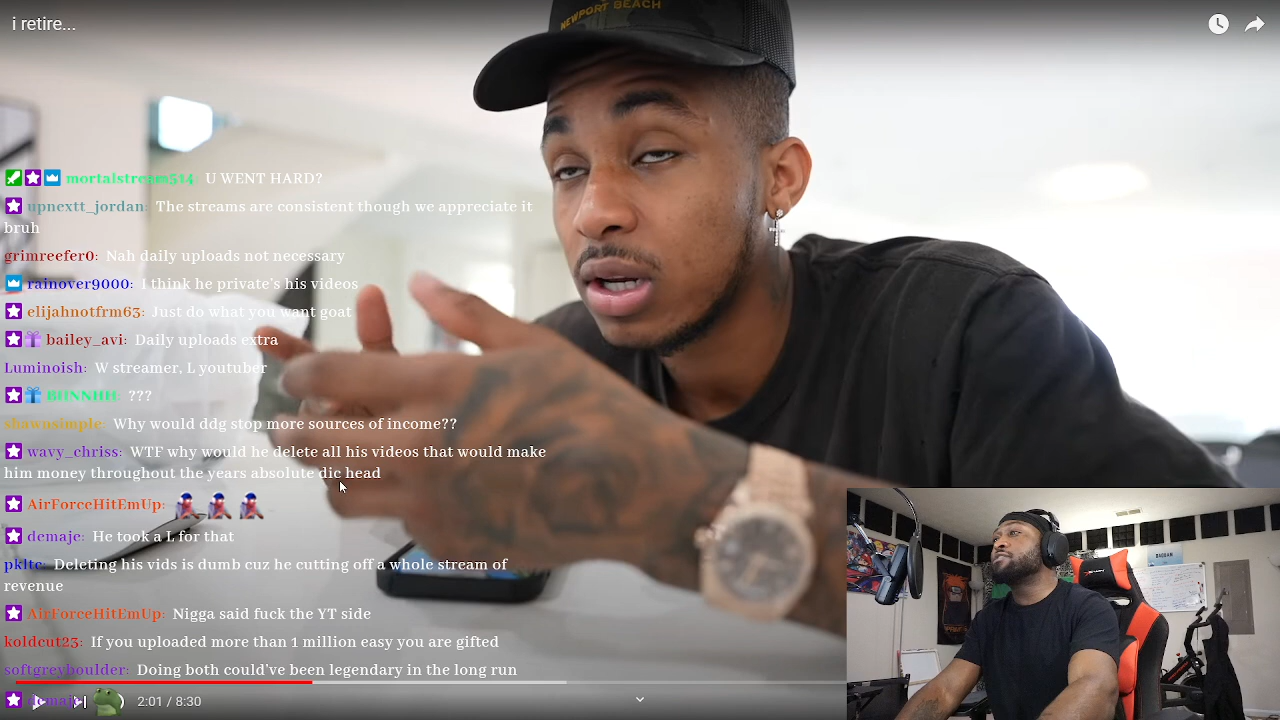 i retire...
NEWPORT BEACH
mortalstream514: U WENT HARD?
upnextt_jordan: The streams are consistent though we appreciate it
bruh
grimreefer0: Nah daily uploads not necessary
rainover9000: I think he private's his videos
elijahnotfrm63: Just do what you want goat
bailey_avi: Daily uploads extra
Luminoish: W streamer, L youtuber
BUNNHH: ???
shawnsimple: Why would ddg stop more sources of income??
wavy_chriss: WTF why would he delete all his videos that would make
him money throughout the years absolute dic head
AirForceHitEmUp:
demaje: He took a L for that
pkltc: Deleting his vids is dumb cuz he cutting off a whole stream of
revenue
AirForceHitEmUp: Nigga said fuck the YT side
koldcut23: If you uploaded more than 1 million easy you are gifted
softgreyboulder: Doing both could've been legendary in the long run
demaje:
2:01 / 8:30